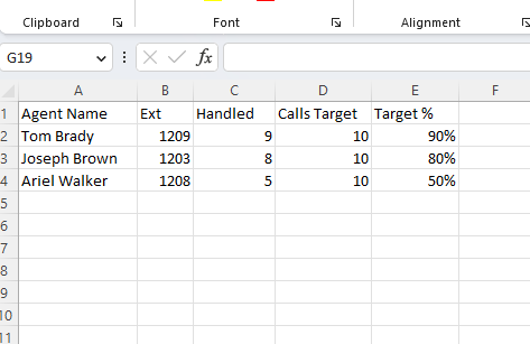 Clipboard Font Alignment
G19 fx
A B C D E F
1 Agent Name Ext Handled Calls Target Target %
2 Tom Brady 1209 9 10 90%
3 Joseph Brown 1203 8 10 80%
4 Ariel Walker 1208 5 10 50%
5
6
7
8
9
10
11